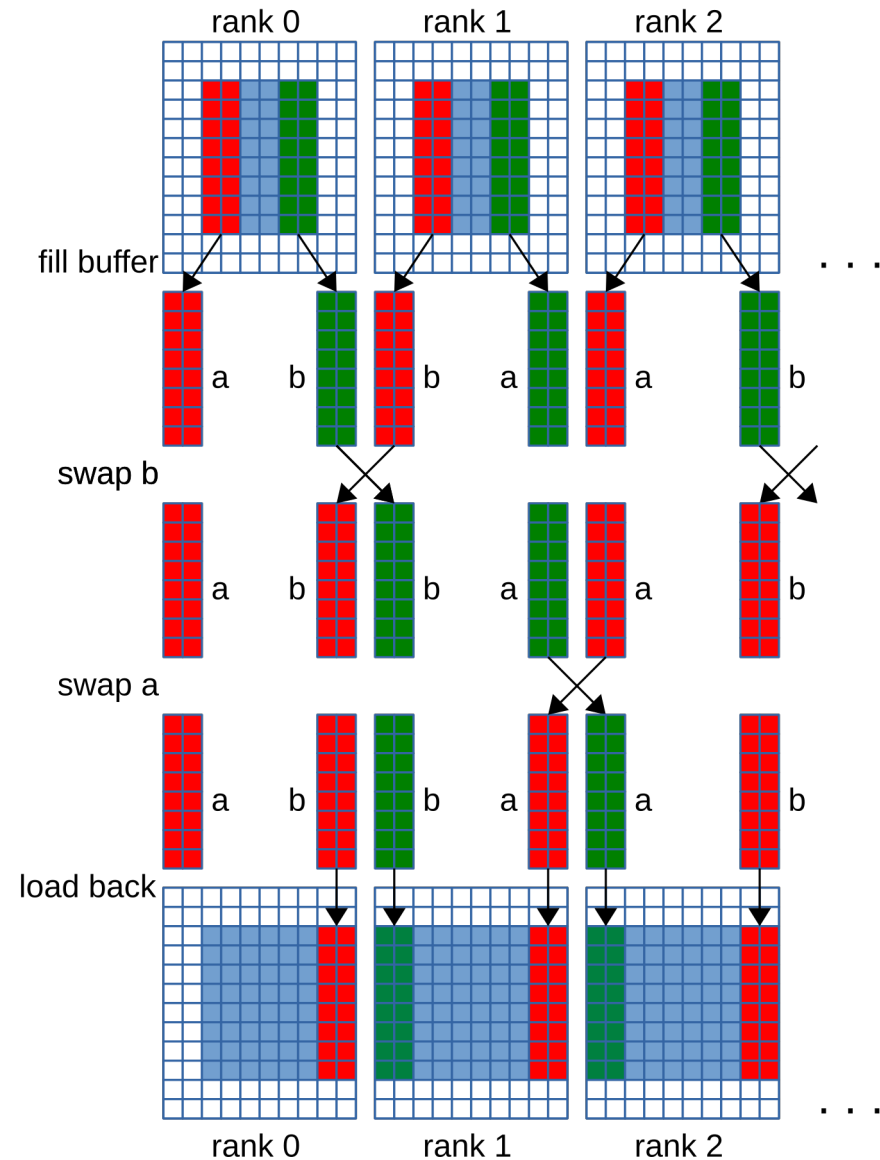 rank 0 rank 1 rank 2
fill buffer . . .
a b b a a b
swap b
a b b a a b
swap a
a b b a a b
load back
. . .
rank 0 rank 1 rank 2